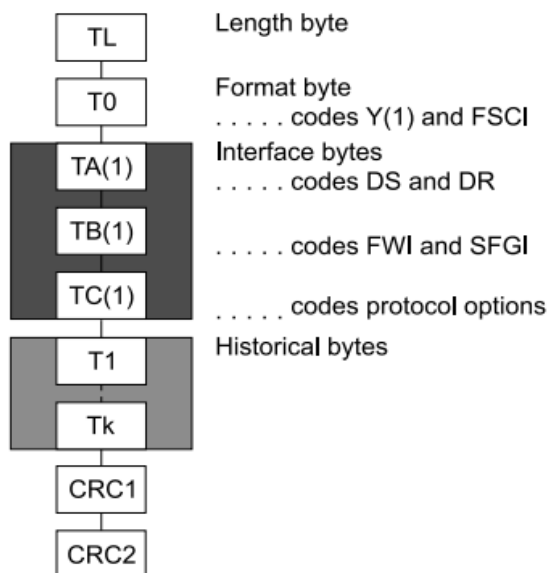 TL Length byte
T0 Format byte
. . . . . codes Y(1) and FSCI
Interface bytes
TA(1) . . . . . codes DS and DR
TB(1) . . . . . codes FWI and SFGI
TC(1) . . . . . codes protocol options
T1 Historical bytes
Tk
CRC1
CRC2